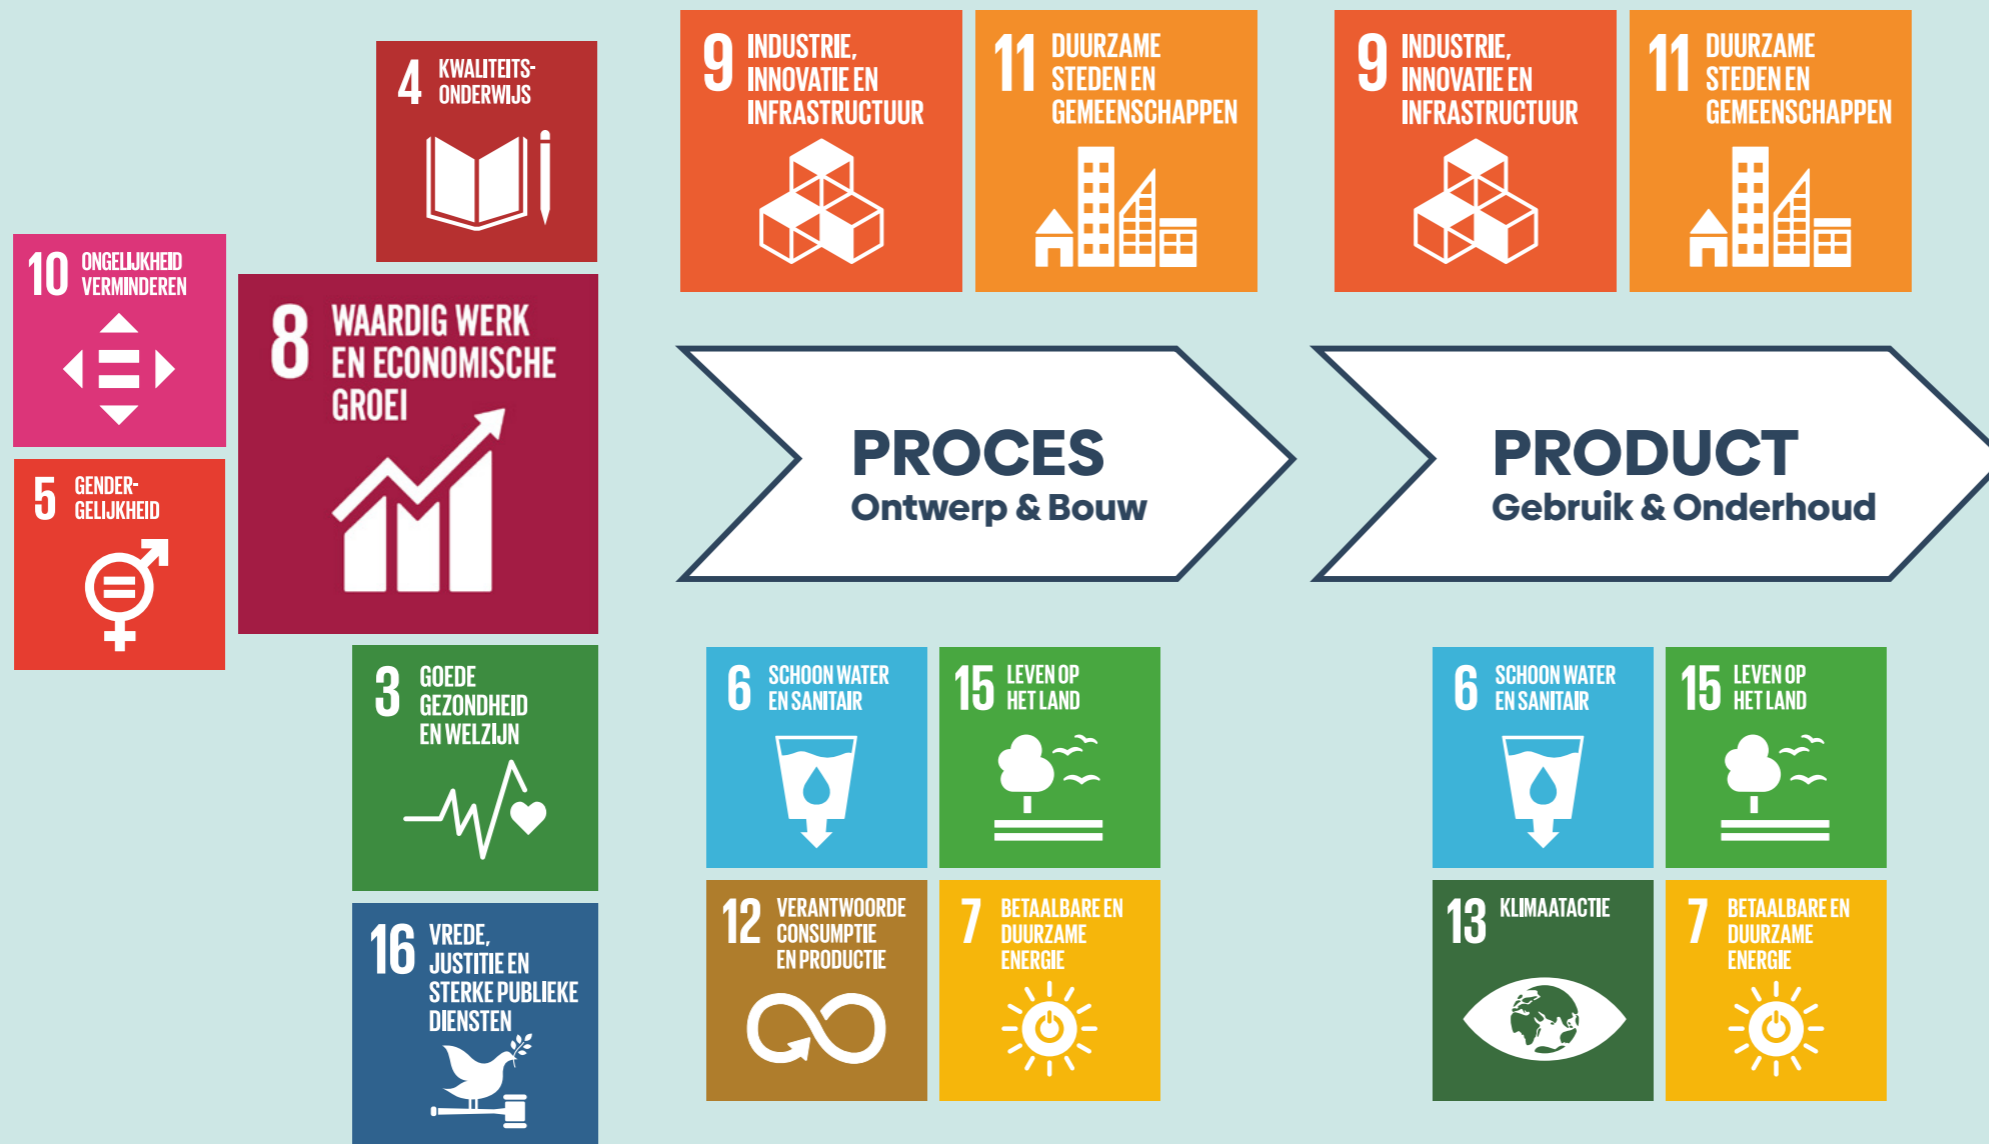 4 KWALITEITS-
ONDERWIJS
10 ONGELIJKHEID
VERMINDEREN
8 WAARDIG WERK
EN ECONOMISCHE
GROEI
5 GENDER-
GELIJKHEID
3 GOEDE
GEZONDHEID
EN WELZIJN
16 VREDE,
JUSTITIE EN
STERKE PUBLIEKE
DIENSTEN
9 INDUSTRIE,
INNOVATIE EN
INFRASTRUCTUUR
11 DUURZAME
STEDEN EN
GEMEENSCHAPPEN
PROCES
Ontwerp & Bouw
6 SCHOON WATER
EN SANITAIR
15 LEVEN OP
HET LAND
12 VERANTWOORDE
CONSUMPTIE
EN PRODUCTIE
7 BETAALBARE EN
DUURZAME
ENERGIE
9 INDUSTRIE,
INNOVATIE EN
INFRASTRUCTUUR
11 DUURZAME
STEDEN EN
GEMEENSCHAPPEN
PRODUCT
Gebruik & Onderhoud
6 SCHOON WATER
EN SANITAIR
15 LEVEN OP
HET LAND
13 KLIMAATACTIE
7 BETAALBARE EN
DUURZAME
ENERGIE